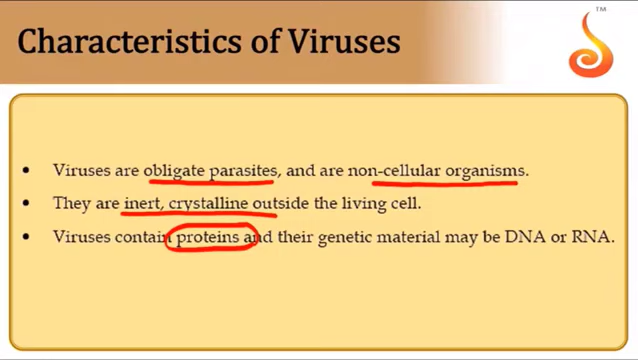 Characteristics of Viruses
TM
• Viruses are obligate parasites, and are non-cellular organisms.
• They are inert, crystalline outside the living cell.
• Viruses contain proteins and their genetic material may be DNA or RNA.